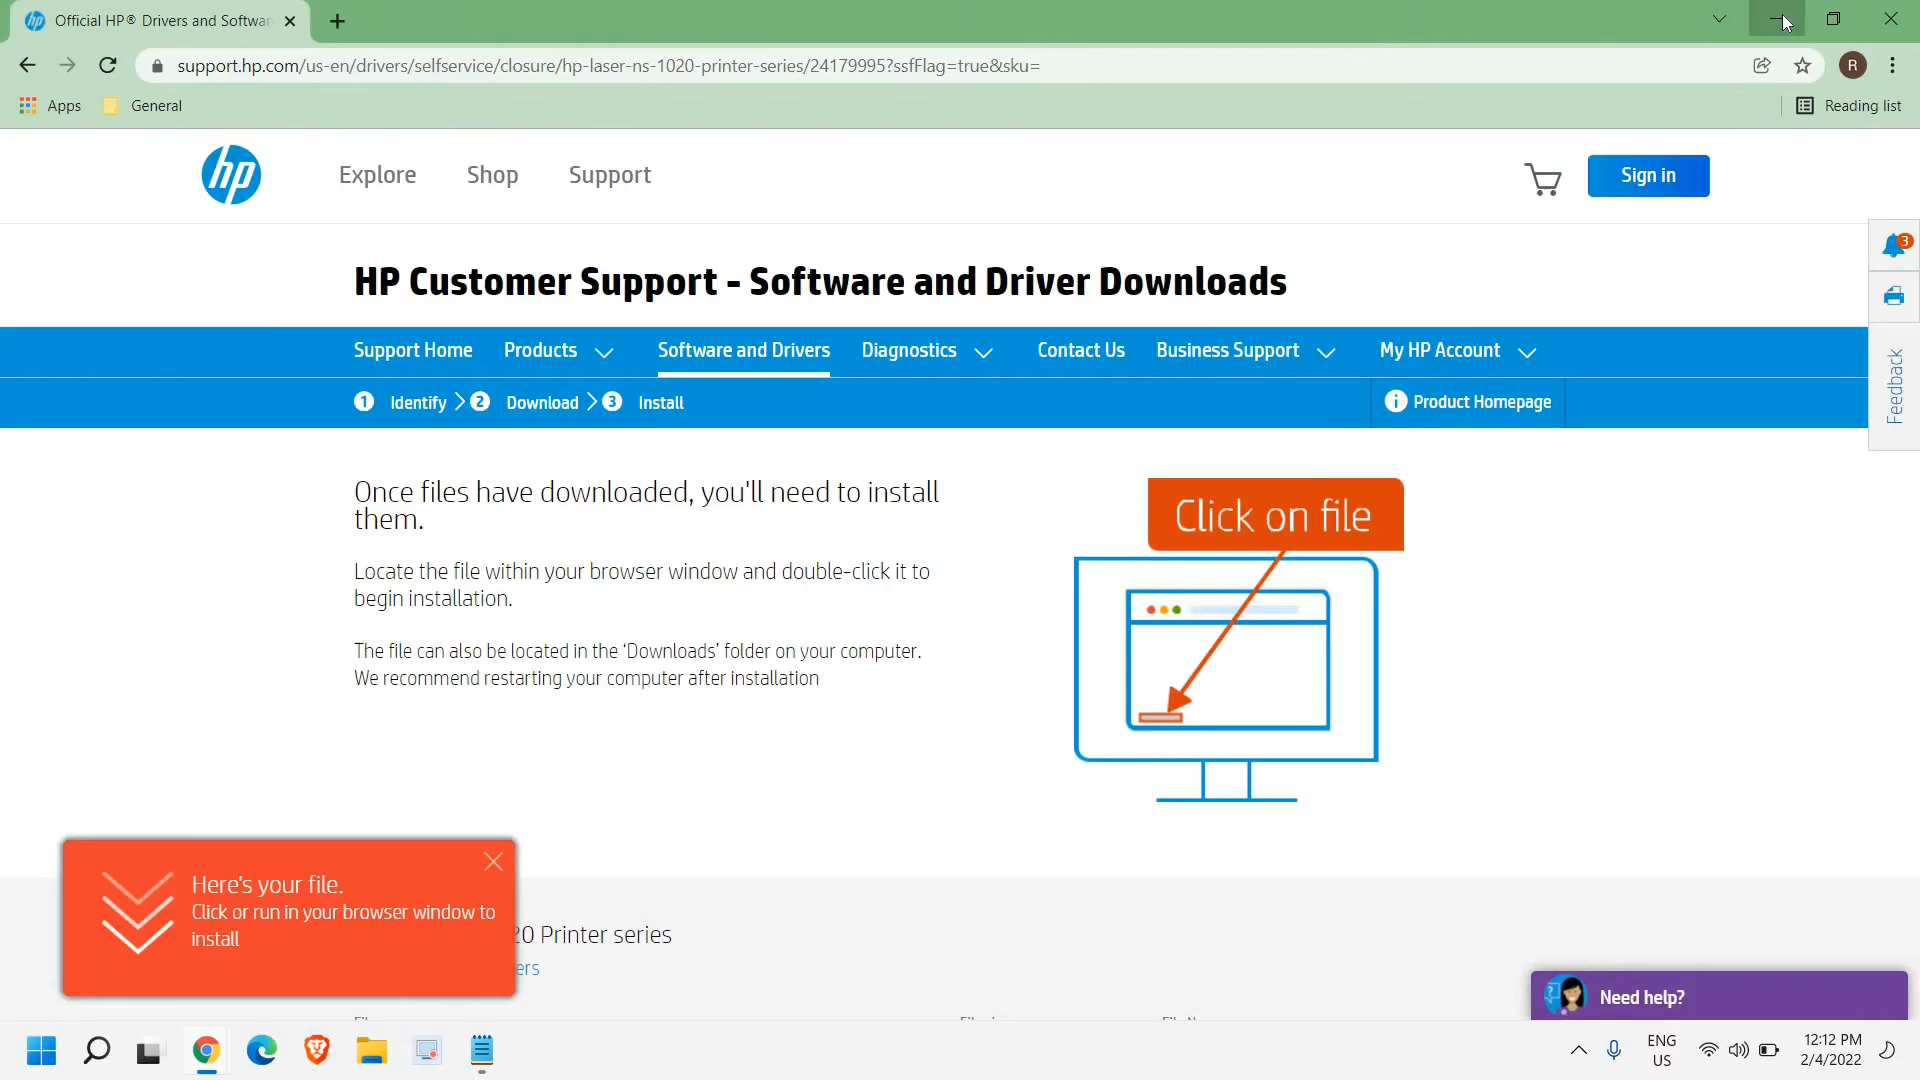 Official HP® Drivers and Softwa
support.hp.com/us-en/drivers/selfservice/closure/hp-laser-ns-1020-printer-series/24179995?ssfFlag=true&sku=
R
Apps General Reading list
hp Explore Shop Support Sign in
3
HP Customer Support - Software and Driver Downloads
Support Home Products Software and Drivers Diagnostics Contact Us Business Support My HP Account
1 Identify 2 Download 3 Install Product Homepage
Feedback
Once files have downloaded, you'll need to install
them.
Click on file
Locate the file within your browser window and double-click it to
begin installation.
The file can also be located in the ‘Downloads’ folder on your computer.
We recommend restarting your computer after installation
Here's your file.
Click or run in your browser window to
install
20 Printer series
ers
Need help?
ENG
US
12:12 PM
2/4/2022